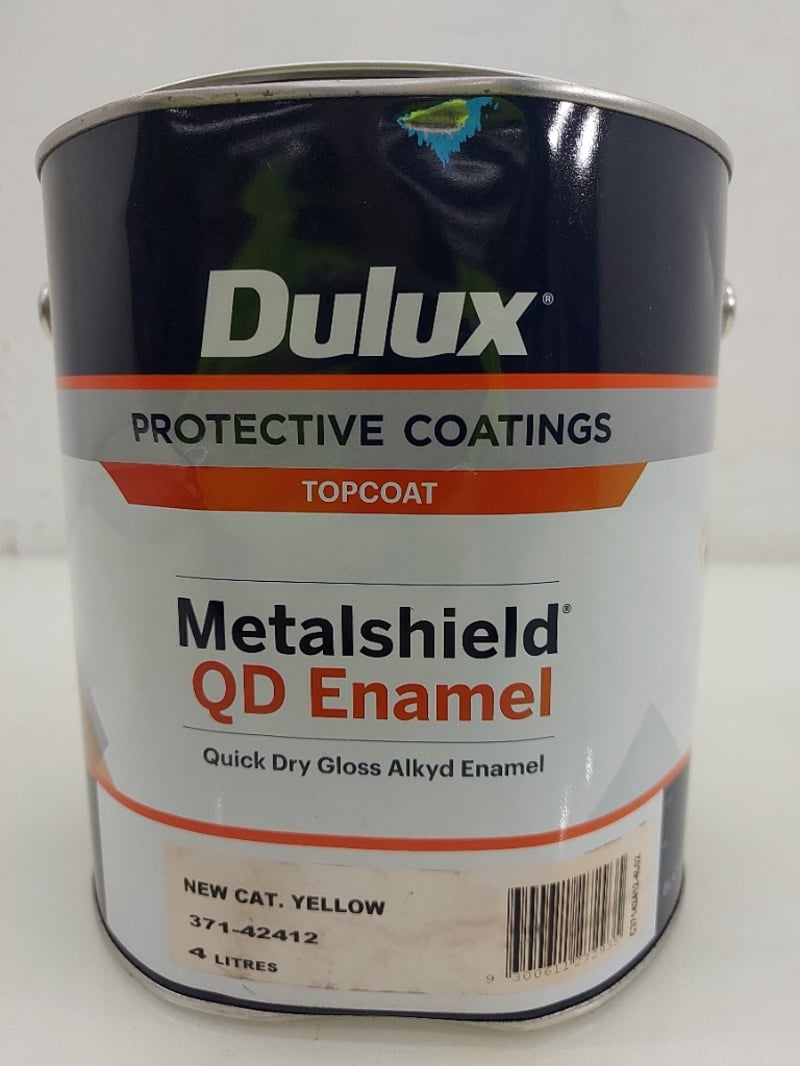 Dulux®
PROTECTIVE COATINGS
TOPCOAT
Metalshield®
QD Enamel
Quick Dry Gloss Alkyd Enamel
NEW CAT. YELLOW
371-42412
4 LITRES